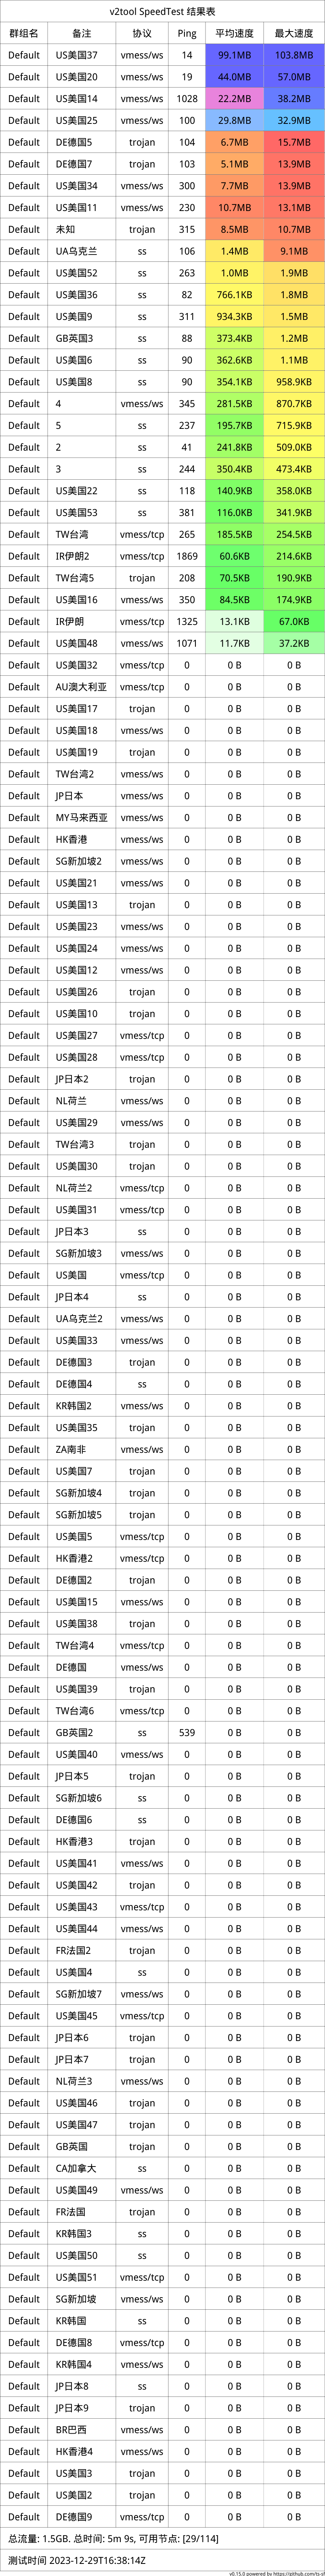 v2tool SpeedTest 结果表
群组名 备注 协议 Ping 平均速度 最大速度
Default US美国37 vmess/ws 14 99.1MB 103.8MB
Default US美国20 vmess/ws 19 44.0MB 57.0MB
Default US美国14 vmess/ws 1028 22.2MB 38.2MB
Default US美国25 vmess/ws 100 29.8MB 32.9MB
Default DE德国5 trojan 104 6.7MB 15.7MB
Default DE德国7 trojan 103 5.1MB 13.9MB
Default US美国34 vmess/ws 300 7.7MB 13.9MB
Default US美国11 vmess/ws 230 10.7MB 13.1MB
Default 未知 trojan 315 8.5MB 10.7MB
Default UA乌克兰 ss 106 1.4MB 9.1MB
Default US美国52 ss 263 1.0MB 1.9MB
Default US美国36 ss 82 766.1KB 1.8MB
Default US美国9 ss 311 934.3KB 1.5MB
Default GB英国3 ss 88 373.4KB 1.2MB
Default US美国6 ss 90 362.6KB 1.1MB
Default US美国8 ss 90 354.1KB 958.9KB
Default 4 vmess/ws 345 281.5KB 870.7KB
Default 5 ss 237 195.7KB 715.9KB
Default 2 ss 41 241.8KB 509.0KB
Default 3 ss 244 350.4KB 473.4KB
Default US美国22 ss 118 140.9KB 358.0KB
Default US美国53 ss 381 116.0KB 341.9KB
Default TW台湾 vmess/tcp 265 185.5KB 254.5KB
Default IR伊朗2 vmess/tcp 1869 60.6KB 214.6KB
Default TW台湾5 trojan 208 70.5KB 190.9KB
Default US美国16 vmess/ws 350 84.5KB 174.9KB
Default IR伊朗 vmess/tcp 1325 13.1KB 67.0KB
Default US美国48 vmess/ws 1071 11.7KB 37.2KB
Default US美国32 vmess/tcp 0 0 B 0 B
Default AU澳大利亚 vmess/tcp 0 0 B 0 B
Default US美国17 trojan 0 0 B 0 B
Default US美国18 vmess/ws 0 0 B 0 B
Default US美国19 trojan 0 0 B 0 B
Default TW台湾2 vmess/ws 0 0 B 0 B
Default JP日本 vmess/ws 0 0 B 0 B
Default MY马来西亚 vmess/ws 0 0 B 0 B
Default HK香港 vmess/ws 0 0 B 0 B
Default SG新加坡2 vmess/ws 0 0 B 0 B
Default US美国21 vmess/ws 0 0 B 0 B
Default US美国13 trojan 0 0 B 0 B
Default US美国23 vmess/ws 0 0 B 0 B
Default US美国24 vmess/ws 0 0 B 0 B
Default US美国12 vmess/ws 0 0 B 0 B
Default US美国26 trojan 0 0 B 0 B
Default US美国10 trojan 0 0 B 0 B
Default US美国27 vmess/tcp 0 0 B 0 B
Default US美国28 vmess/tcp 0 0 B 0 B
Default JP日本2 trojan 0 0 B 0 B
Default NL荷兰 vmess/ws 0 0 B 0 B
Default US美国29 vmess/ws 0 0 B 0 B
Default TW台湾3 trojan 0 0 B 0 B
Default US美国30 trojan 0 0 B 0 B
Default NL荷兰2 vmess/tcp 0 0 B 0 B
Default US美国31 vmess/tcp 0 0 B 0 B
Default JP日本3 ss 0 0 B 0 B
Default SG新加坡3 vmess/ws 0 0 B 0 B
Default US美国 vmess/tcp 0 0 B 0 B
Default JP日本4 ss 0 0 B 0 B
Default UA乌克兰2 vmess/ws 0 0 B 0 B
Default US美国33 vmess/ws 0 0 B 0 B
Default DE德国3 trojan 0 0 B 0 B
Default DE德国4 ss 0 0 B 0 B
Default KR韩国2 vmess/ws 0 0 B 0 B
Default US美国35 trojan 0 0 B 0 B
Default ZA南非 vmess/ws 0 0 B 0 B
Default US美国7 trojan 0 0 B 0 B
Default SG新加坡4 trojan 0 0 B 0 B
Default SG新加坡5 trojan 0 0 B 0 B
Default US美国5 vmess/tcp 0 0 B 0 B
Default HK香港2 vmess/tcp 0 0 B 0 B
Default DE德国2 trojan 0 0 B 0 B
Default US美国15 vmess/ws 0 0 B 0 B
Default US美国38 trojan 0 0 B 0 B
Default TW台湾4 vmess/tcp 0 0 B 0 B
Default DE德国 vmess/ws 0 0 B 0 B
Default US美国39 trojan 0 0 B 0 B
Default TW台湾6 vmess/tcp 0 0 B 0 B
Default GB英国2 ss 539 0 B 0 B
Default US美国40 vmess/ws 0 0 B 0 B
Default JP日本5 trojan 0 0 B 0 B
Default SG新加坡6 ss 0 0 B 0 B
Default DE德国6 ss 0 0 B 0 B
Default HK香港3 trojan 0 0 B 0 B
Default US美国41 vmess/ws 0 0 B 0 B
Default US美国42 trojan 0 0 B 0 B
Default US美国43 vmess/tcp 0 0 B 0 B
Default US美国44 vmess/ws 0 0 B 0 B
Default FR法国2 trojan 0 0 B 0 B
Default US美国4 ss 0 0 B 0 B
Default SG新加坡7 vmess/ws 0 0 B 0 B
Default US美国45 vmess/tcp 0 0 B 0 B
Default JP日本6 trojan 0 0 B 0 B
Default JP日本7 trojan 0 0 B 0 B
Default NL荷兰3 vmess/ws 0 0 B 0 B
Default US美国46 trojan 0 0 B 0 B
Default US美国47 trojan 0 0 B 0 B
Default GB英国 trojan 0 0 B 0 B
Default CA加拿大 ss 0 0 B 0 B
Default US美国49 vmess/ws 0 0 B 0 B
Default FR法国 trojan 0 0 B 0 B
Default KR韩国3 ss 0 0 B 0 B
Default US美国50 ss 0 0 B 0 B
Default US美国51 vmess/tcp 0 0 B 0 B
Default SG新加坡 vmess/ws 0 0 B 0 B
Default KR韩国 ss 0 0 B 0 B
Default DE德国8 vmess/tcp 0 0 B 0 B
Default KR韩国4 vmess/ws 0 0 B 0 B
Default JP日本8 ss 0 0 B 0 B
Default JP日本9 trojan 0 0 B 0 B
Default BR巴西 vmess/ws 0 0 B 0 B
Default HK香港4 vmess/ws 0 0 B 0 B
Default US美国3 trojan 0 0 B 0 B
Default US美国2 trojan 0 0 B 0 B
Default DE德国9 vmess/tcp 0 0 B 0 B
总流量: 1.5GB. 总时间: 5m 9s, 可用节点: [29/114]
测试时间 2023-12-29T16:38:14Z
v0.15.0 powered by https://github.com/ts-sf